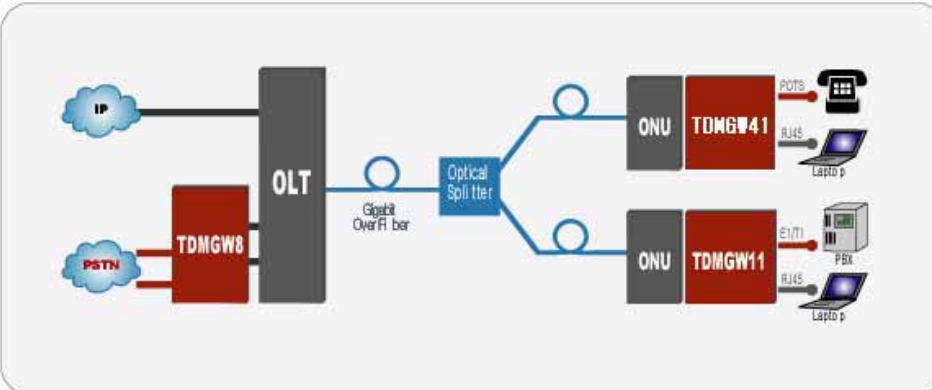 IP
PSTN
TDMGW8
OLT
Gigabit
Over Fiber
Optical
Splitter
ONU
TDMGW41
POTS
RJ45
Laptop
ONU
TDMGW11
E1/T1
PBX
RJ45
Laptop